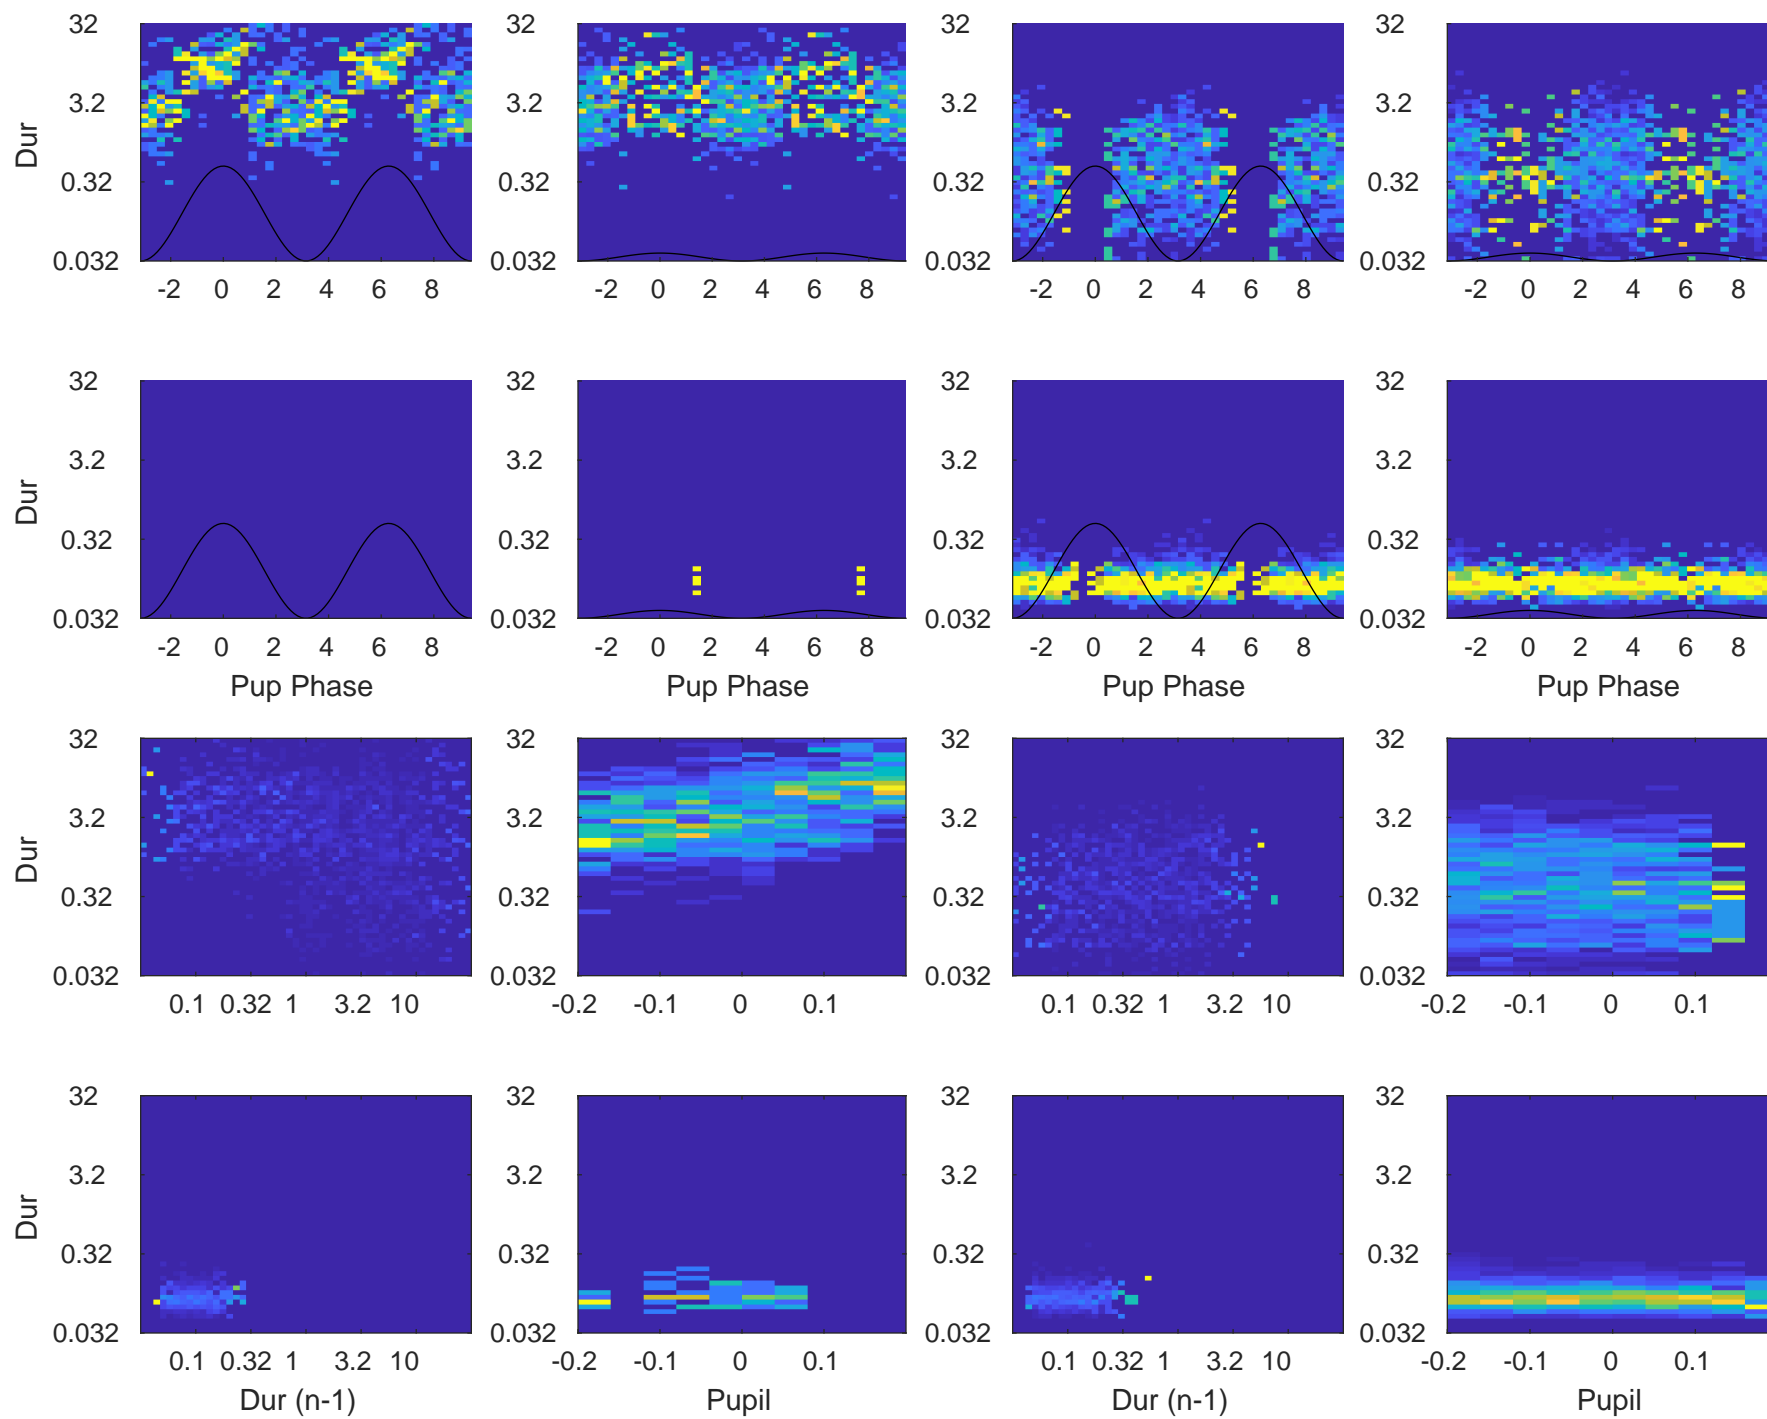 32 32 32 32
3.2 3.2 3.2 3.2
Dur
0.32 0.32 0.32 0.32
0.032 0.032 0.032 0.032
-2 0 2 4 6 8 -2 0 2 4 6 8 -2 0 2 4 6 8 -2 0 2 4 6 8
32 32 32 32
3.2 3.2 3.2 3.2
Dur
0.32 0.32 0.32 0.32
0.032 0.032 0.032 0.032
-2 0 2 4 6 8 -2 0 2 4 6 8 -2 0 2 4 6 8 -2 0 2 4 6 8
Pup Phase Pup Phase Pup Phase Pup Phase
32 32 32 32
3.2 3.2 3.2 3.2
Dur
0.32 0.32 0.32 0.32
0.032 0.032 0.032 0.032
0.1 0.32 1 3.2 10 -0.2 -0.1 0 0.1 0.1 0.32 1 3.2 10 -0.2 -0.1 0 0.1
32 32 32 32
3.2 3.2 3.2 3.2
Dur
0.32 0.32 0.32 0.32
0.032 0.032 0.032 0.032
0.1 0.32 1 3.2 10 -0.2 -0.1 0 0.1 0.1 0.32 1 3.2 10 -0.2 -0.1 0 0.1
Dur (n-1) Pupil Dur (n-1) Pupil